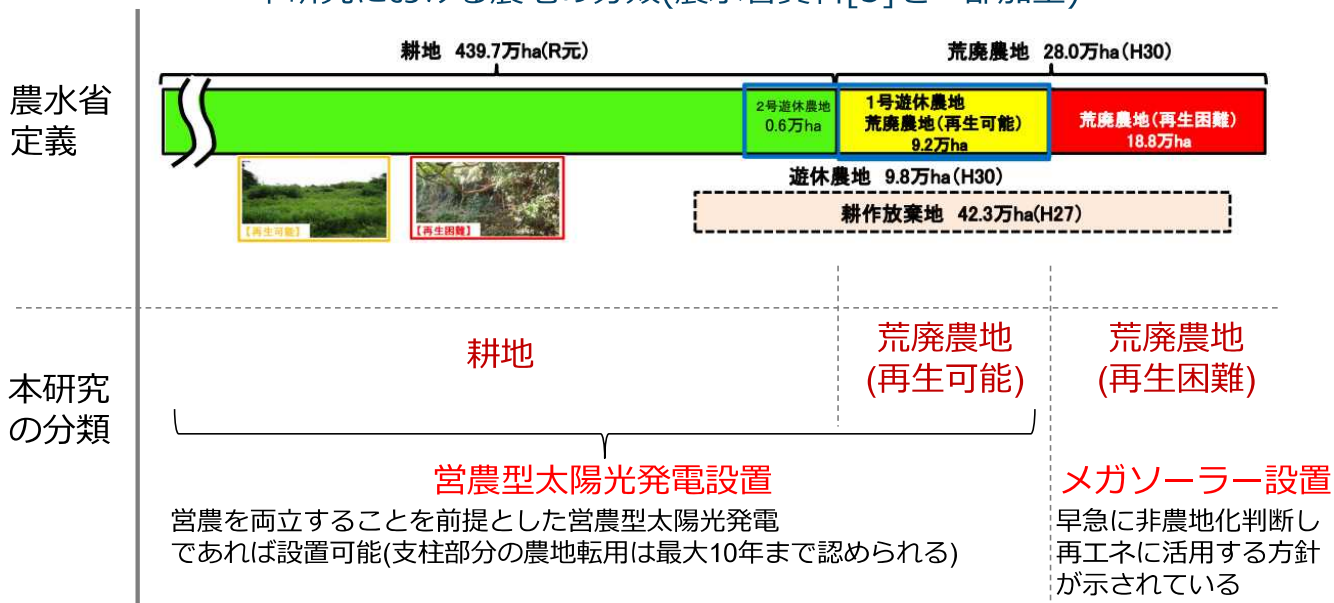 耕地 439.7万ha(R元)
荒廃農地 28.0万ha(H30)
農水省
定義
2号遊休農地
0.6万ha
1号遊休農地
荒廃農地(再生可能)
9.2万ha
荒廃農地(再生困難)
18.8万ha
【再生可能】
【再生困難】
遊休農地 9.8万ha(H30)
耕作放棄地 42.3万ha(H27)
本研究
の分類
耕地
荒廃農地
(再生可能)
荒廃農地
(再生困難)
営農型太陽光発電設置
営農を両立することを前提とした営農型太陽光発電
であれば設置可能(支柱部分の農地転用は最大10年まで認められる)
メガソーラー設置
早急に非農地化判断し
再エネに活用する方針
が示されている